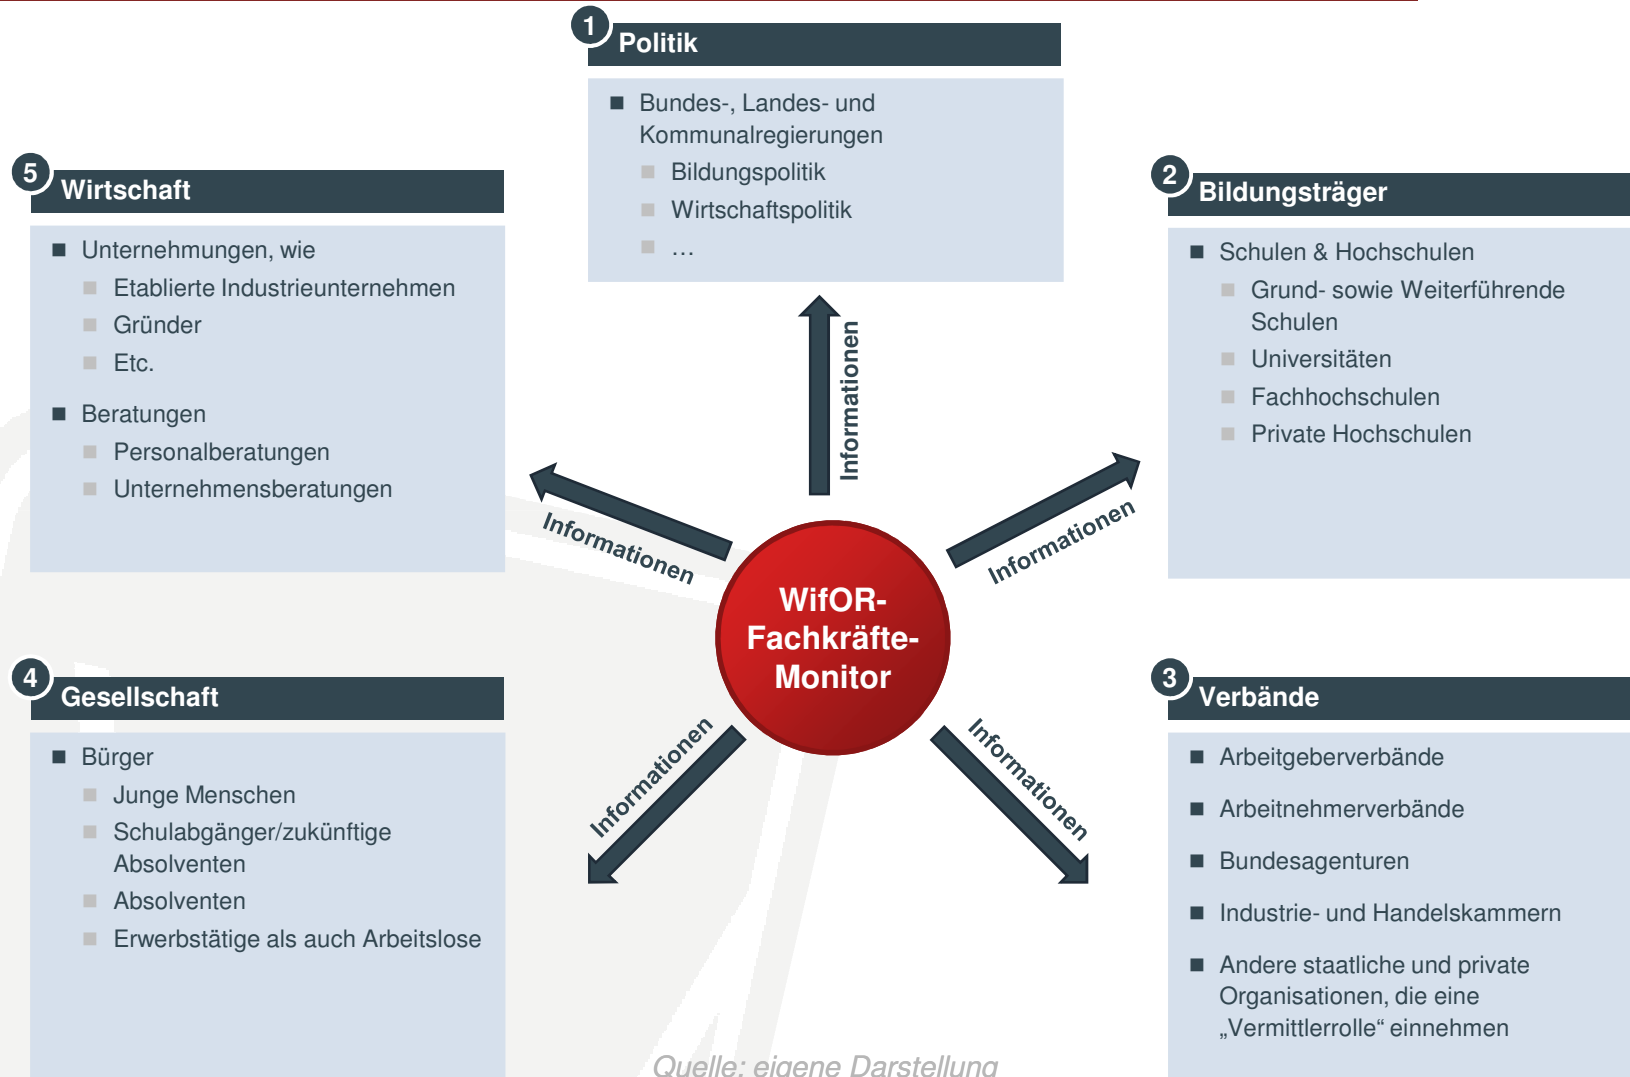 1
Politik
Bundes-, Landes- und
Kommunalregierungen
Bildungspolitik
Wirtschaftspolitik
…
2
Bildungsträger
Schulen & Hochschulen
Grund- sowie Weiterführende
Schulen
Universitäten
Fachhochschulen
Private Hochschulen
3
Verbände
Arbeitgeberverbände
Arbeitnehmerverbände
Bundesagenturen
Industrie- und Handelskammern
Andere staatliche und private
Organisationen, die eine
„Vermittlerrolle“ einnehmen
4
Gesellschaft
Bürger
Junge Menschen
Schulabgänger/zukünftige
Absolventen
Absolventen
Erwerbstätige als auch Arbeitslose
5
Wirtschaft
Unternehmungen, wie
Etablierte Industrieunternehmen
Gründer
Etc.
Beratungen
Personalberatungen
Unternehmensberatungen
Informationen
Informationen
Informationen
Informationen
Informationen
WifOR-
Fachkräfte-
Monitor
Quelle: eigene Darstellung